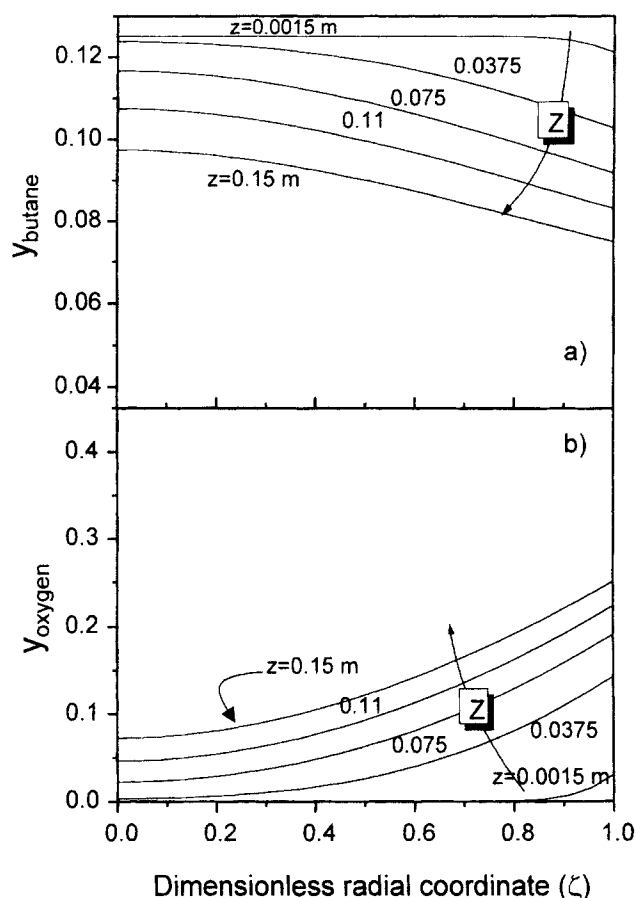 z=0.0015 m
0.12
0.0375
0.075
0.10
0.11
Z
z=0.15 m
0.08
y butane
0.06
a)
0.04
b)
0.4
0.3
y oxygen
0.2
z=0.15 m
0.11
Z
0.1
0.075
0.0375
z=0.0015 m
0.0
0.0 0.2 0.4 0.6 0.8 1.0
Dimensionless radial coordinate (ζ)